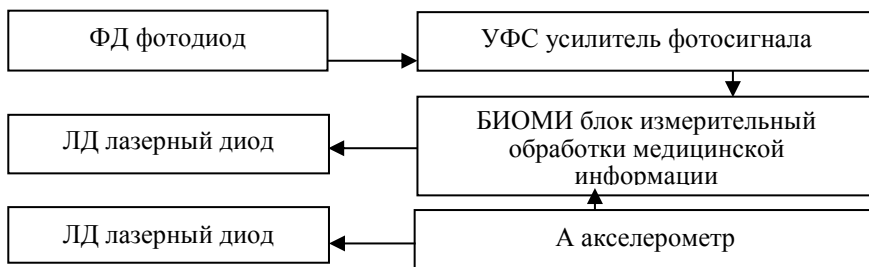 ФД фотодиод
УФС усилитель фотосигнала
ЛД лазерный диод
БИОМИ блок измерительный
обработки медицинской
информации
ЛД лазерный диод
А акселерометр